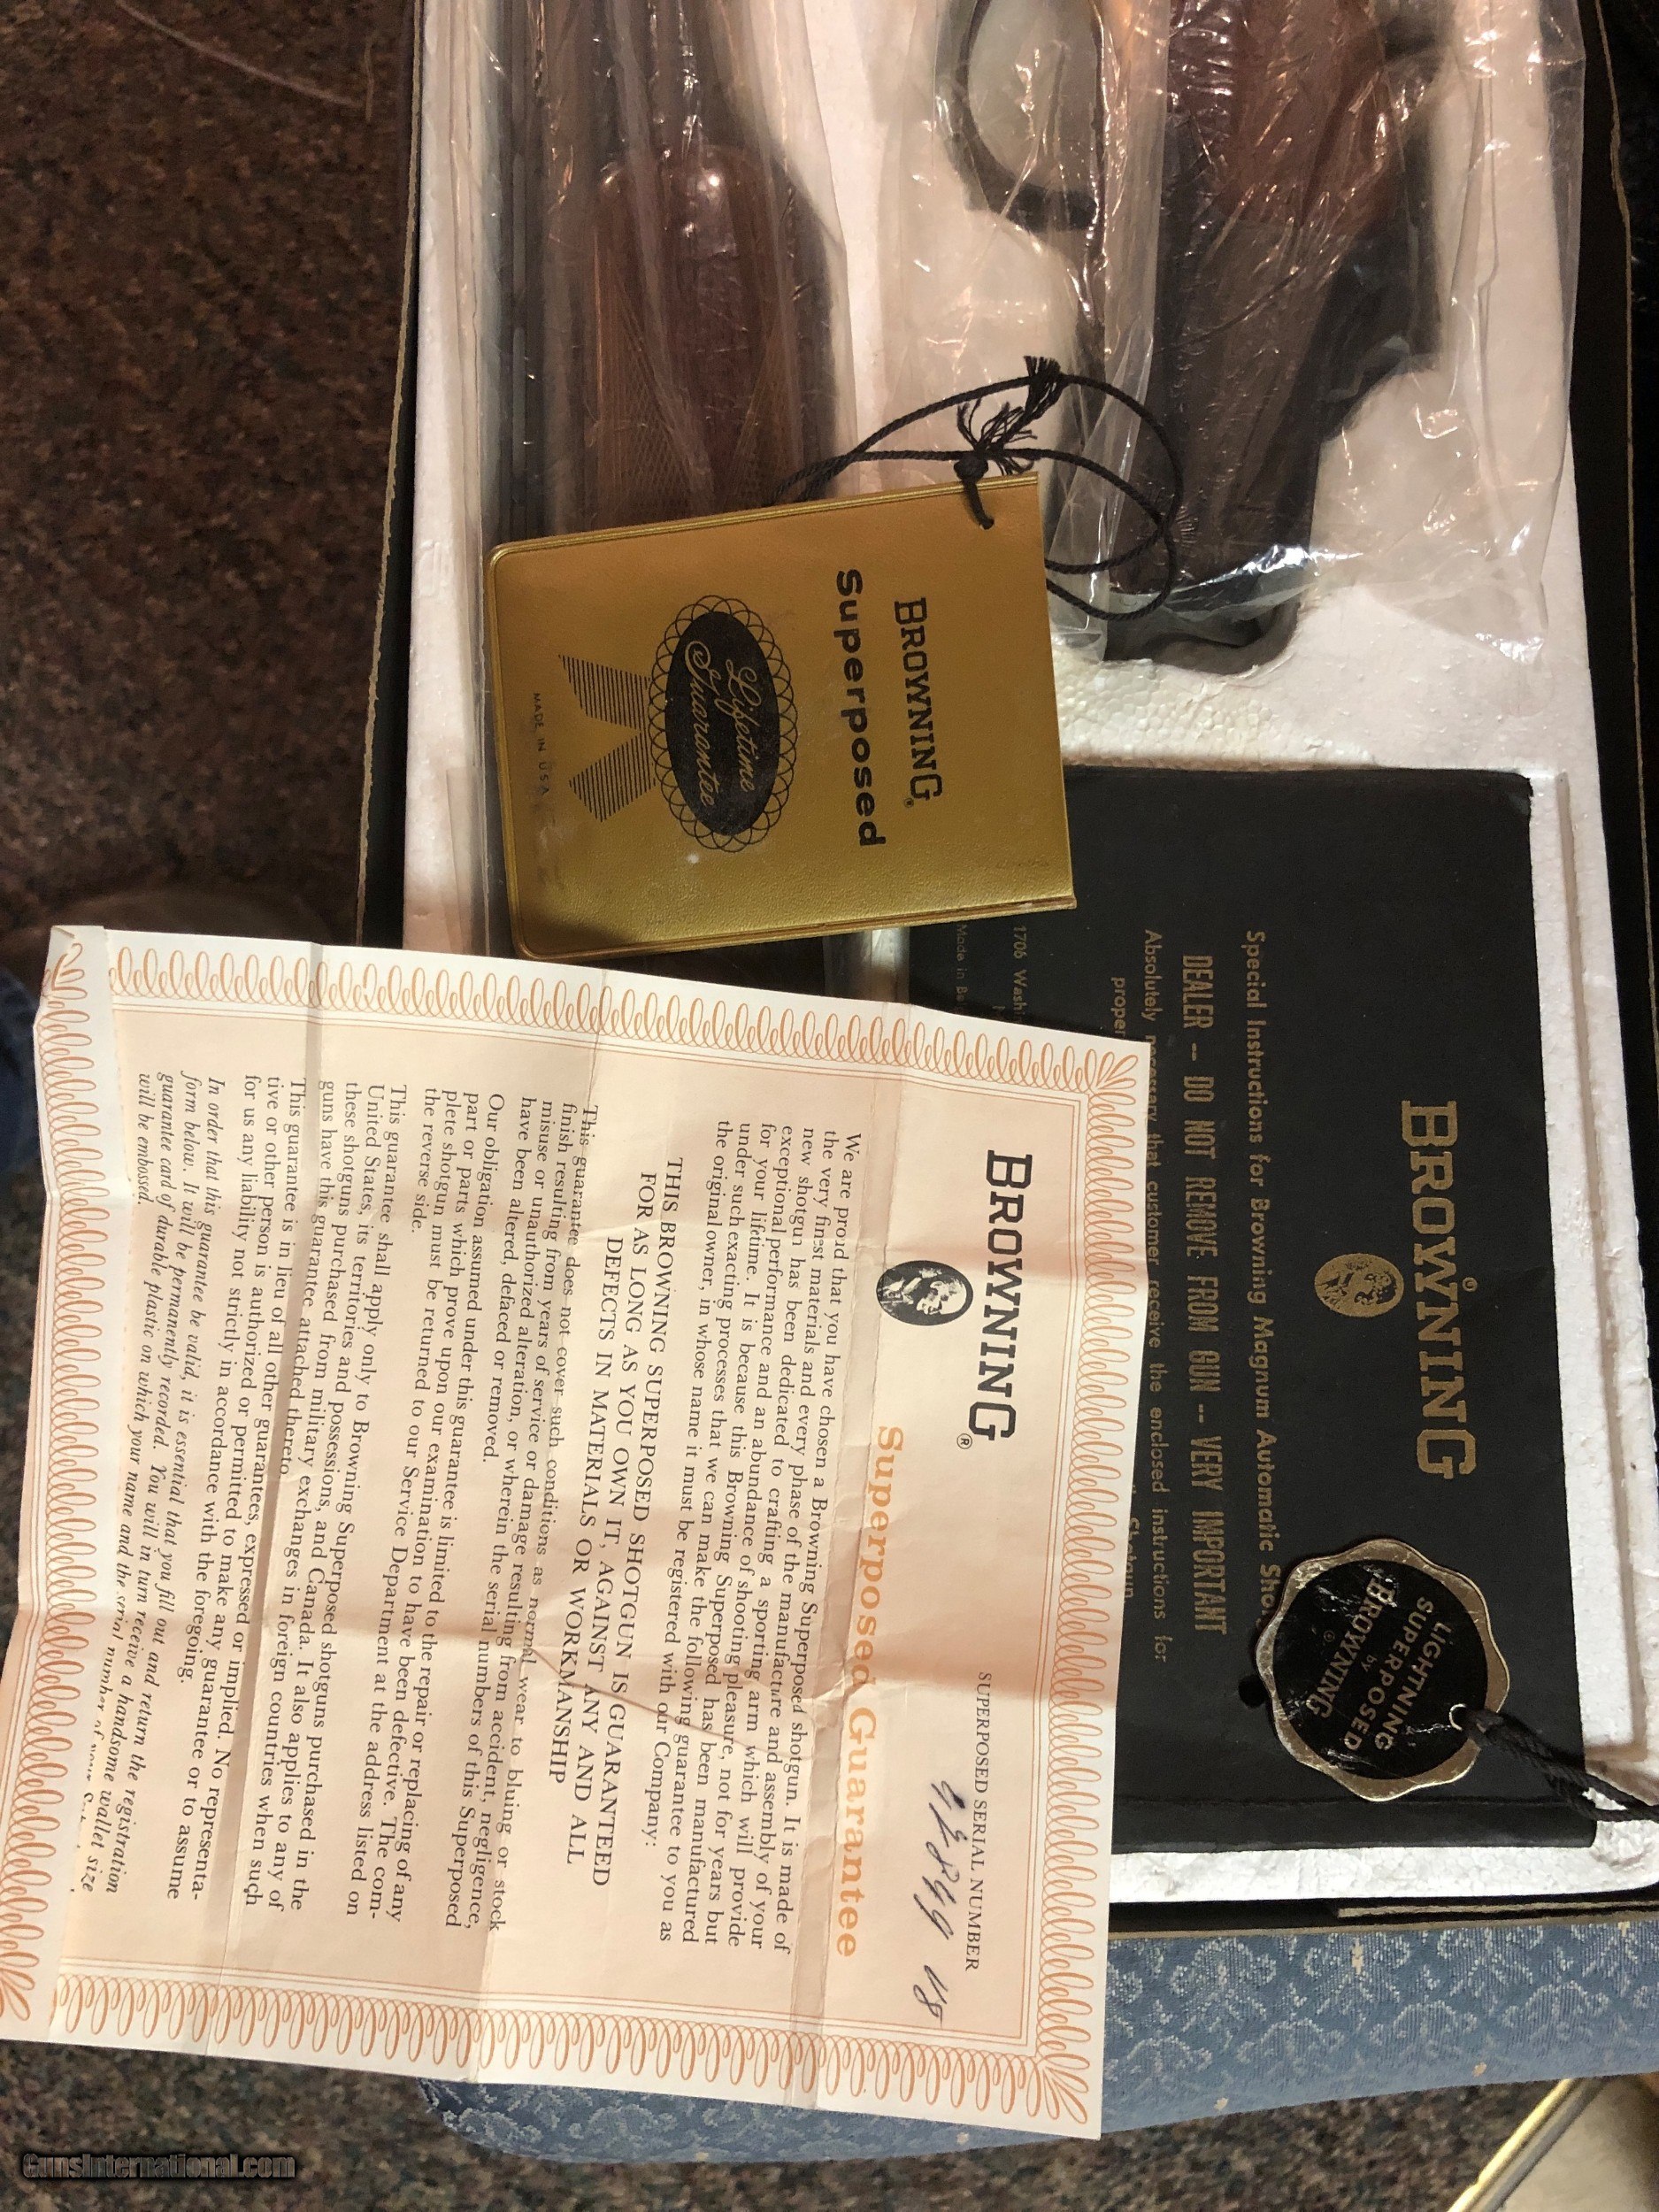 BROWNING®
Special Instructions for Browning Magnum Automatic
DEALER -- DO NOT REMOVE FROM GUN -- VERY IMPORTANT
Absolutely necessary that customer receive the enclosed instructions for
proper
1706 Wash
Made in Be
LIGHTNING
SUPERPOSED
by
BROWNING
®
BROWNING®
Superposed
Lifetime
Guarantee
MADE IN USA
BROWNING®
SUPERPOSED SERIAL NUMBER
V8
Superposed Guarantee
We are proud that you have chosen a Browning Superposed shotgun. It is made of
the very finest materials and every phase of the manufacture and assembly of your
new shotgun has been dedicated to crafting a sporting arm which will provide
exceptional performance and an abundance of shooting pleasure, not for years but
for your lifetime. It is because this Browning Superposed has been manufactured
under such exacting processes that we can make the following guarantee to you as
the original owner, in whose name it must be registered with our Company:
THIS BROWNING SUPERPOSED SHOTGUN IS GUARANTEED
FOR AS LONG AS YOU OWN IT, AGAINST ANY AND ALL
DEFECTS IN MATERIALS OR WORKMANSHIP
This guarantee does not cover such conditions as normal wear to bluing or stock
finish resulting from years of service or damage resulting from accident, negligence,
misuse or unauthorized alteration, or wherein the serial numbers of this Superposed
have been altered, defaced or removed.
Our obligation assumed under this guarantee is limited to the repair or replacing of any
part or parts which prove upon our examination to have been defective. The com-
plete shotgun must be returned to our Service Department at the address listed on
the reverse side.
This guarantee shall apply only to Browning Superposed shotguns purchased in the
United States, its territories and possessions, and Canada. It also applies to any of
these shotguns purchased from military exchanges in foreign countries when such
guns have this guarantee attached thereto.
This guarantee is in lieu of all other guarantees, expressed or implied. No representa-
tive or other person is authorized or permitted to make any guarantee or to assume
for us any liability not strictly in accordance with the foregoing.
In order that this guarantee be valid, it is essential that you fill out and return the registration
form below. It will be permanently recorded. You will in turn receive a handsome wallet size
guarantee card of durable plastic on which your name and the serial number of your
will be embossed.
GunsInternational.com